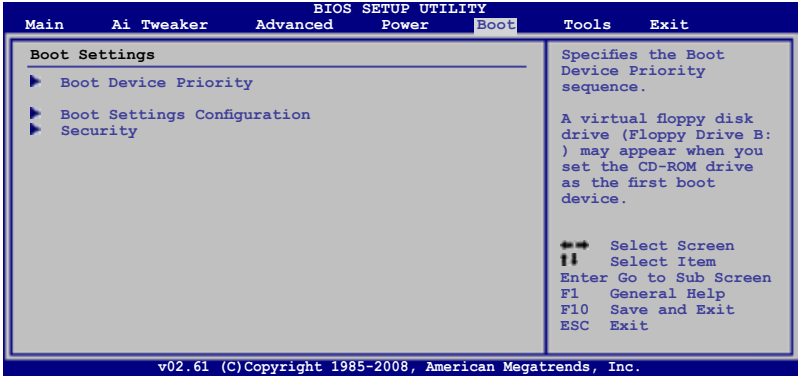 BIOS SETUP UTILITY
Main Ai Tweaker Advanced Power Boot Tools Exit
Boot Settings
Boot Device Priority
Boot Settings Configuration
Security
Specifies the Boot
Device Priority
sequence.
A virtual floppy disk
drive (Floppy Drive B:
) may appear when you
set the CD-ROM drive
as the first boot
device.
Select Screen
Select Item
Enter Go to Sub Screen
F1 General Help
F10 Save and Exit
ESC Exit
v02.61 (C)Copyright 1985-2008, American Megatrends, Inc.